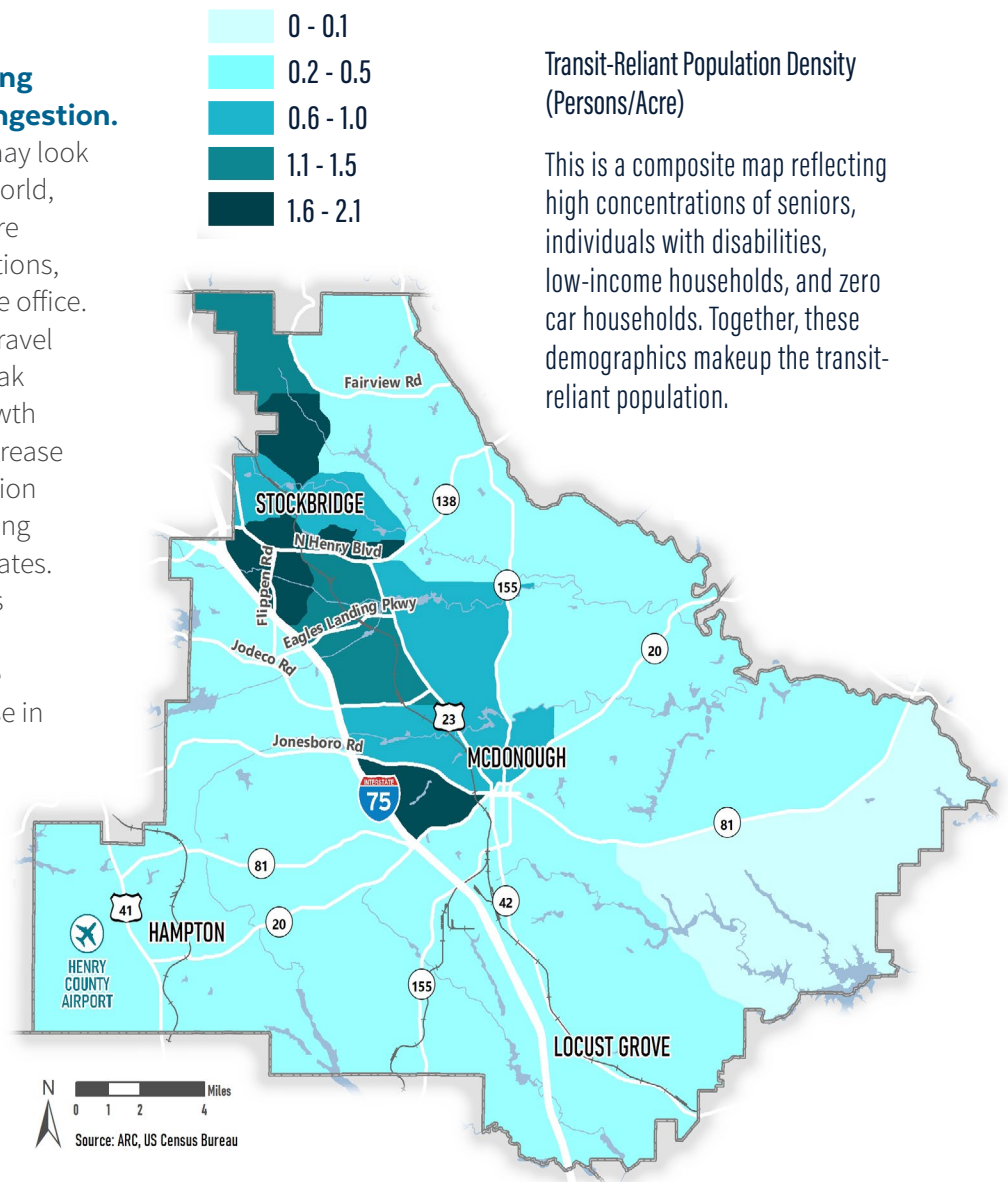 ng
ngestion.
may look
orld,
re
tions,
e office.
ravel
ak
wth
crease
ion
ng
ates.
s
se in
0 - 0.1
0.2 - 0.5
0.6 - 1.0
1.1 - 1.5
1.6 - 2.1
Transit-Reliant Population Density
(Persons/Acre)
This is a composite map reflecting
high concentrations of seniors,
individuals with disabilities,
low-income households, and zero
car households. Together, these
demographics makeup the transit-
reliant population.
Fairview Rd
STOCKBRIDGE
138
N Henry Blvd
Flippen Rd
155
Eagles Landing Pkwy
Jodeco Rd
20
23
Jonesboro Rd
MCDONOUGH
INTERSTATE
75
81
81
41
42
20
HAMPTON
HENRY
COUNTY
AIRPORT
155
LOCUST GROVE
N
Miles
0 1 2 4
Source: ARC, US Census Bureau